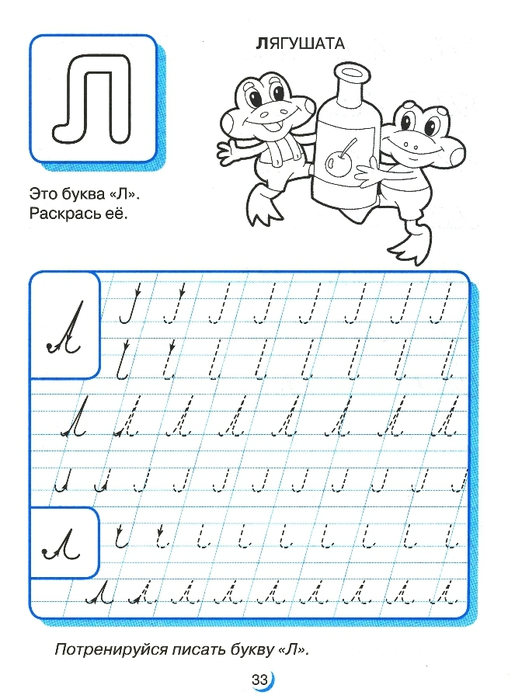 ЛЯГУШАТА
Л
Это буква «Л».
Раскрась её.
Л
Л
Потренируйся писать букву «Л».
33